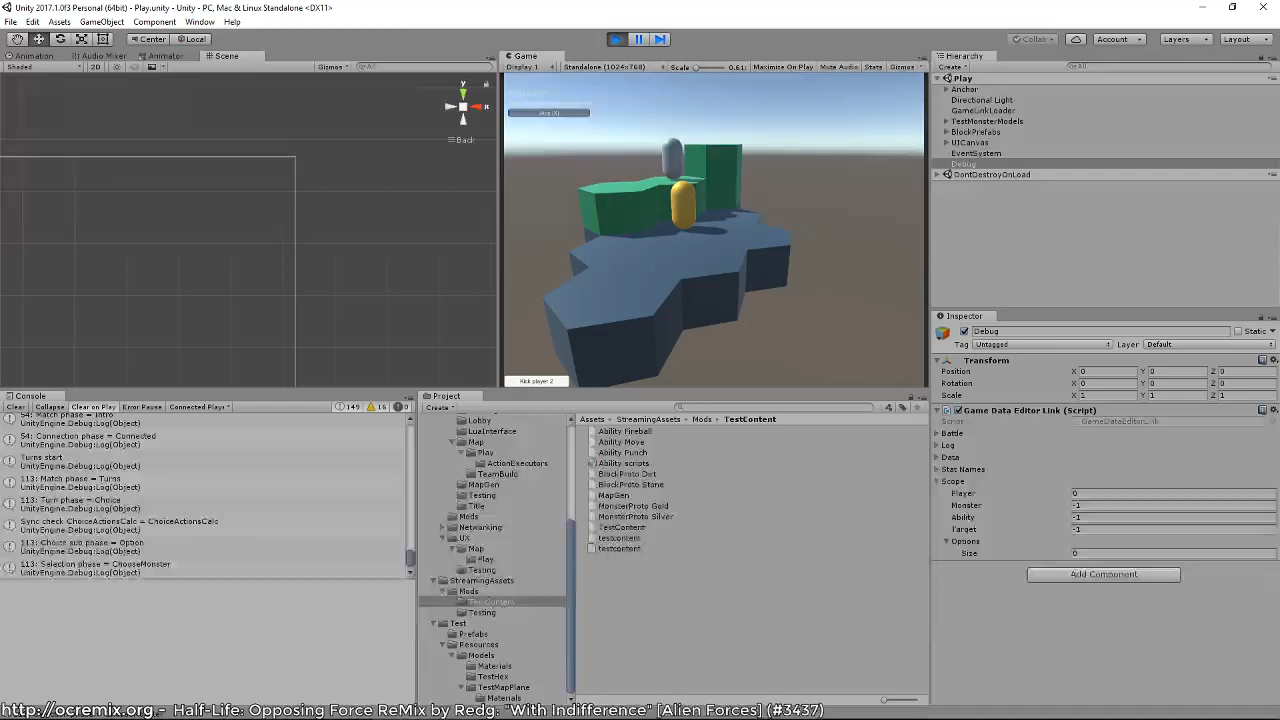 Unity 2017.1.0f3 Personal (64bit) - Play.unity - Unity - PC, Mac & Linux Standalone <DX11>
File Edit Assets GameObject Component Window Help
Center Local Collab Account Layers Layout
Animation Audio Mixer Animator Scene
Shaded 2D Gizmos All
y
x
Back
Game
Display 1 Standalone (1024x768) Scale 0.61: Maximize On Play Mute Audio Stats Gizmos
Skip (X)
Kick player 2
Hierarchy
Create All
Play
Anchor
Directional Light
GameLinkLoader
TestMonsterModels
BlockPrefabs
UICanvas
EventSystem
Debug
DontDestroyOnLoad
Inspector
Debug Static
Tag Untagged Layer Default
Transform
Position X 0 Y 0 Z 0
Rotation X 0 Y 0 Z 0
Scale X 1 Y 1 Z 1
Game Data Editor Link (Script)
Script GameDataEditorLink
Battle
Log
Data
Stat Names
Scope
Player 0
Monster -1
Ability -1
Target -1
Options
Size 0
Add Component
Console
Clear Collapse Clear on Play Error Pause Connected Player 149 16 0
54: Match phase = Intro
UnityEngine.Debug:Log(Object)
54: Connection phase = Connected
UnityEngine.Debug:Log(Object)
Turns start
UnityEngine.Debug:Log(Object)
113: Match phase = Turns
UnityEngine.Debug:Log(Object)
113: Turn phase = Choice
UnityEngine.Debug:Log(Object)
Sync check ChoiceActionsCalc = ChoiceActionsCalc
UnityEngine.Debug:Log(Object)
113: Choice sub phase = Option
UnityEngine.Debug:Log(Object)
113: Selection phase = ChooseMonster
UnityEngine.Debug:Log(Object)
Project
Create
Lobby
LuaInterface
Map
Play
ActionExecutors
TeamBuild
MapGen
Testing
Title
Mods
Networking
UX
Map
Play
Testing
StreamingAssets
Mods
TestContent
Testing
Test
Prefabs
Resources
Models
Materials
TestHex
TestMapPlane
Materials
Assets StreamingAssets Mods TestContent
Ability Fireball
Ability Move
Ability Punch
Ability scripts
BlockProto Dirt
BlockProto Stone
MapGen
MonsterProto Gold
MonsterProto Silver
TestContent
testcontent
testcontent
http://ocremix.org - Half-Life: Opposing Force ReMix by Redg: "With Indifference" [Alien Forces] (#3437)